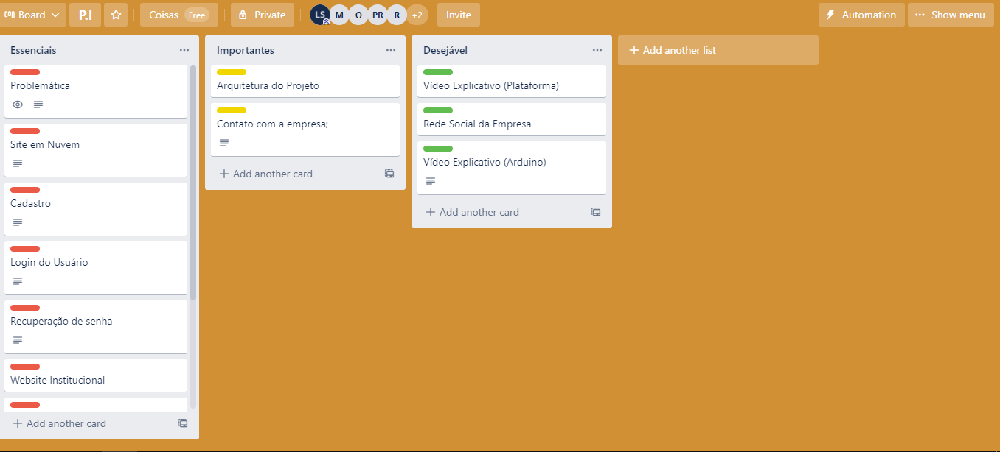 Board
P.I
Coisas Free
Private
LS M O PR R +2
Invite
Automation
Show menu
Essenciais
Problemática
Site em Nuvem
Cadastro
Login do Usuário
Recuperação de senha
Website Institucional
Add another card
Importantes
Arquitetura do Projeto
Contato com a empresa;
Add another card
Desejável
Vídeo Explicativo (Plataforma)
Rede Social da Empresa
Vídeo Explicativo (Arduino)
Add another card
Add another list